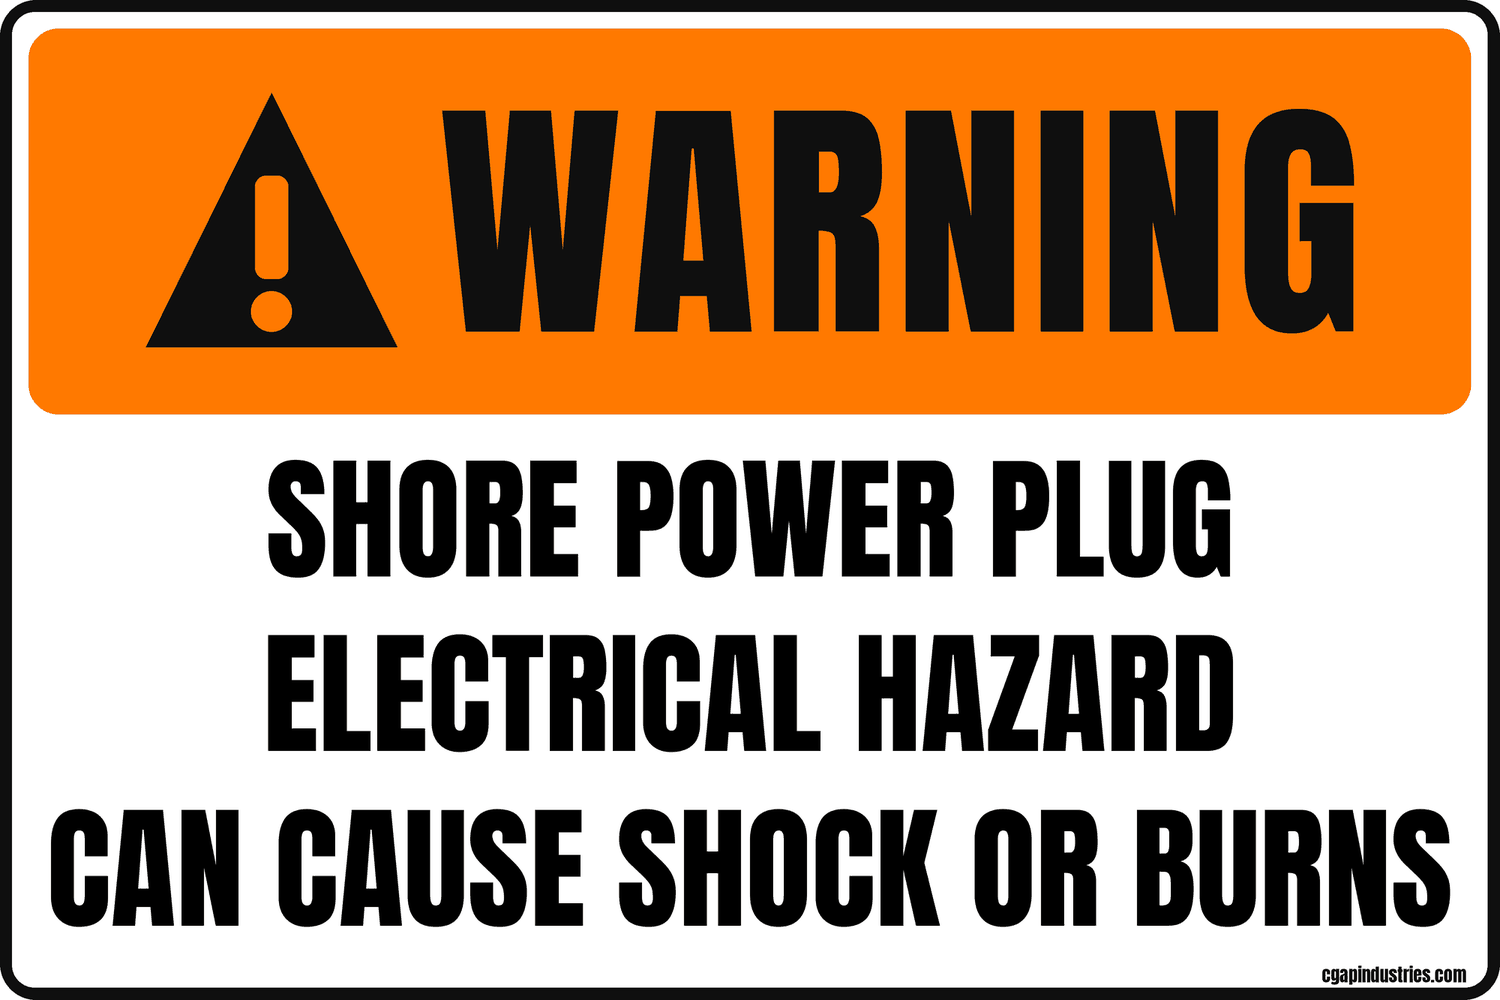 WARNING
SHORE POWER PLUG
ELECTRICAL HAZARD
CAN CAUSE SHOCK OR BURNS
cgapindustries.com